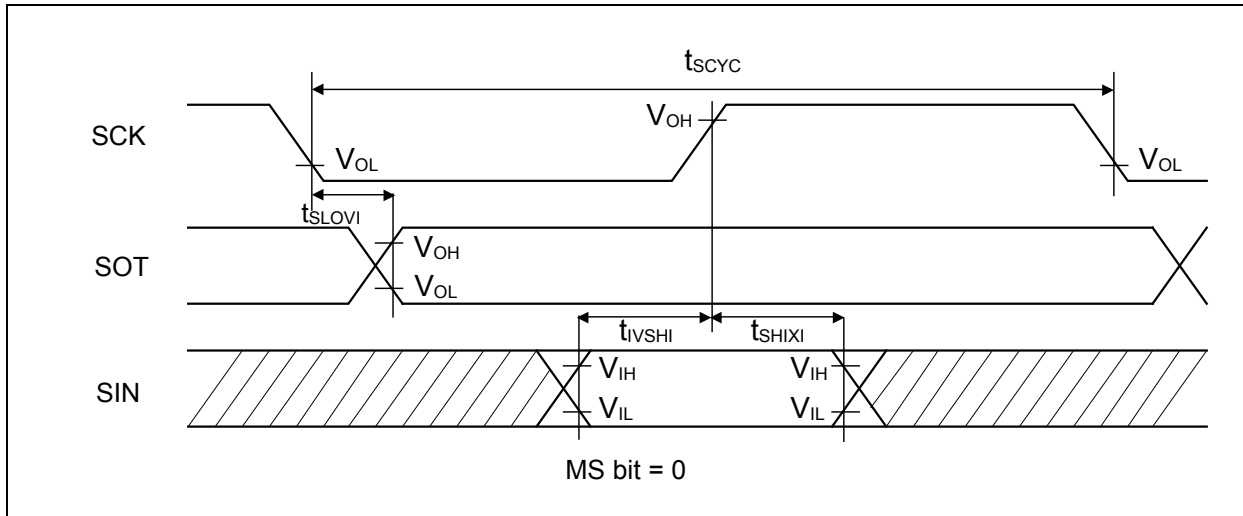 tSCYC
SCK
VOH
VOL
VOL
tSLOVI
SOT
VOH
VOL
tIVSHI
tSHIXI
SIN
VIH
VIH
VIL
VIL
MS bit = 0